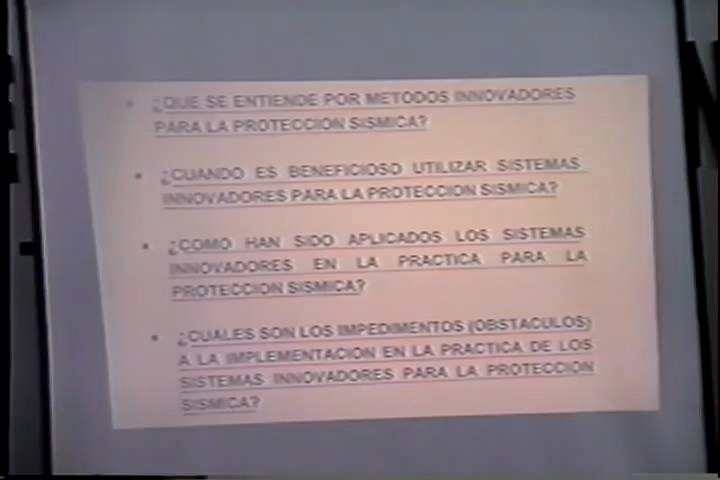 • ¿QUE SE ENTIENDE POR METODOS INNOVADORES
PARA LA PROTECCION SISMICA?
• ¿CUANDO ES BENEFICIOSO UTILIZAR SISTEMAS
INNOVADORES PARA LA PROTECCION SISMICA?
• ¿COMO HAN SIDO APLICADOS LOS SISTEMAS
INNOVADORES EN LA PRACTICA PARA LA
PROTECCION SISMICA?
• ¿CUALES SON LOS IMPEDIMENTOS (OBSTACULOS)
A LA IMPLEMENTACION EN LA PRACTICA DE LOS
SISTEMAS INNOVADORES PARA LA PROTECCION
SISMICA?